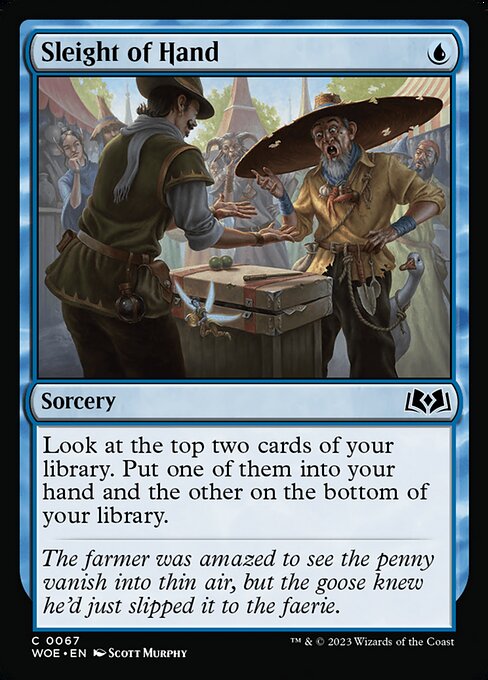 Sleight of Hand
Sorcery
Look at the top two cards of your
library. Put one of them into your
hand and the other on the bottom of
your library.
The farmer was amazed to see the penny
vanish into thin air, but the goose knew
he'd just slipped it to the faerie.
C 0067
WOE • EN Scott Murphy
™ & © 2023 Wizards of the Coast